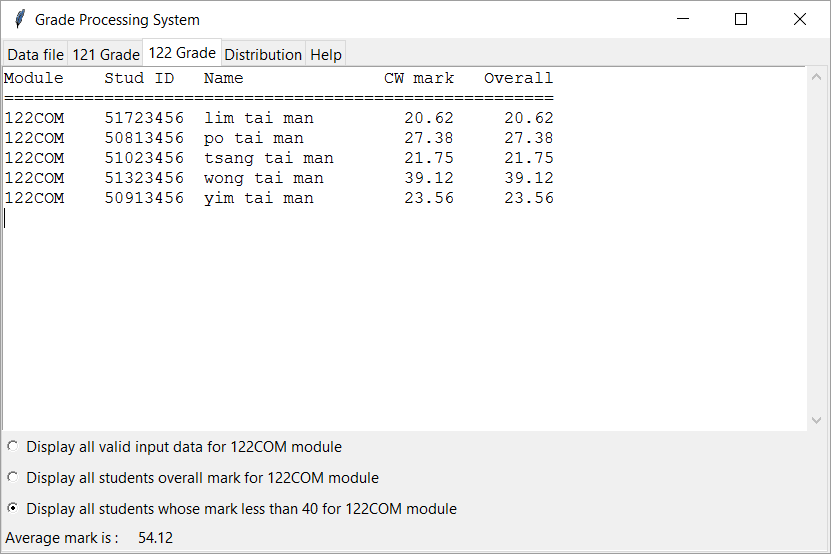 Grade Processing System
Data file 121 Grade 122 Grade Distribution Help
Module    Stud ID   Name              CW mark   Overall
=======================================================
122COM    51723456  lim tai man         20.62     20.62
122COM    50813456  po tai man          27.38     27.38
122COM    51023456  tsang tai man       21.75     21.75
122COM    51323456  wong tai man        39.12     39.12
122COM    50913456  yim tai man         23.56     23.56
Display all valid input data for 122COM module
Display all students overall mark for 122COM module
Display all students whose mark less than 40 for 122COM module
Average mark is : 54.12